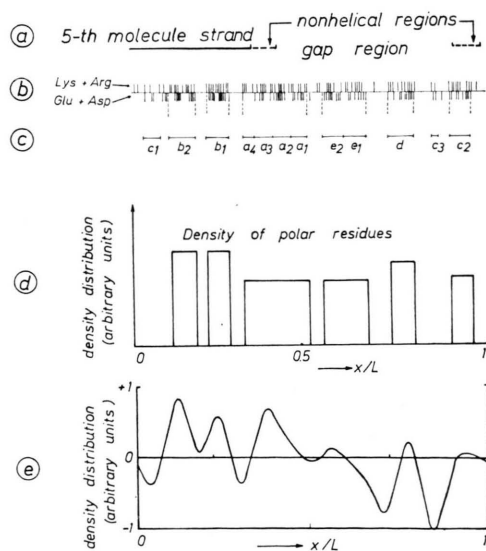 a
5-th molecule strand
nonhelical regions
gap region
b
Lys + Arg
Glu + Asp
c
c1 b2 b1 a4 a3 a2 a1 e2 e1 d c3 c2
d
density distribution
(arbitrary units)
Density of polar residues
0 0.5 1
x/L
e
density distribution
(arbitrary units)
+1
0
-1
0 1
x/L